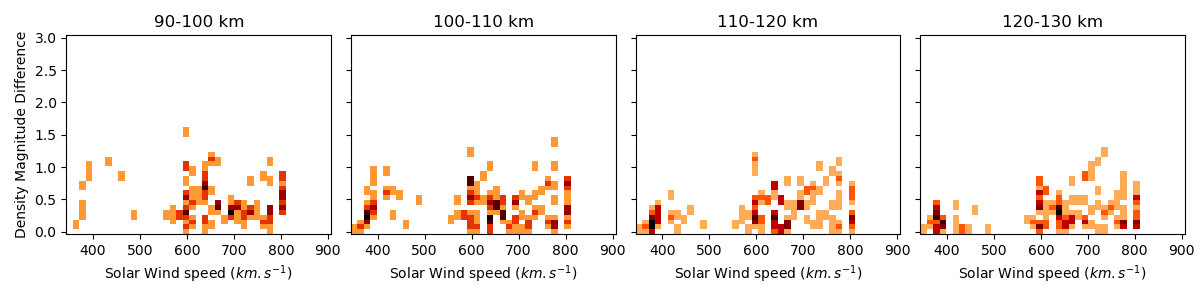 90-100 km 100-110 km 110-120 km 120-130 km
Density Magnitude Difference
3.0
2.5
2.0
1.5
1.0
0.5
0.0
400 500 600 700 800 900 400 500 600 700 800 900 400 500 600 700 800 900 400 500 600 700 800 900
Solar Wind speed (km.s⁻¹) Solar Wind speed (km.s⁻¹) Solar Wind speed (km.s⁻¹) Solar Wind speed (km.s⁻¹)